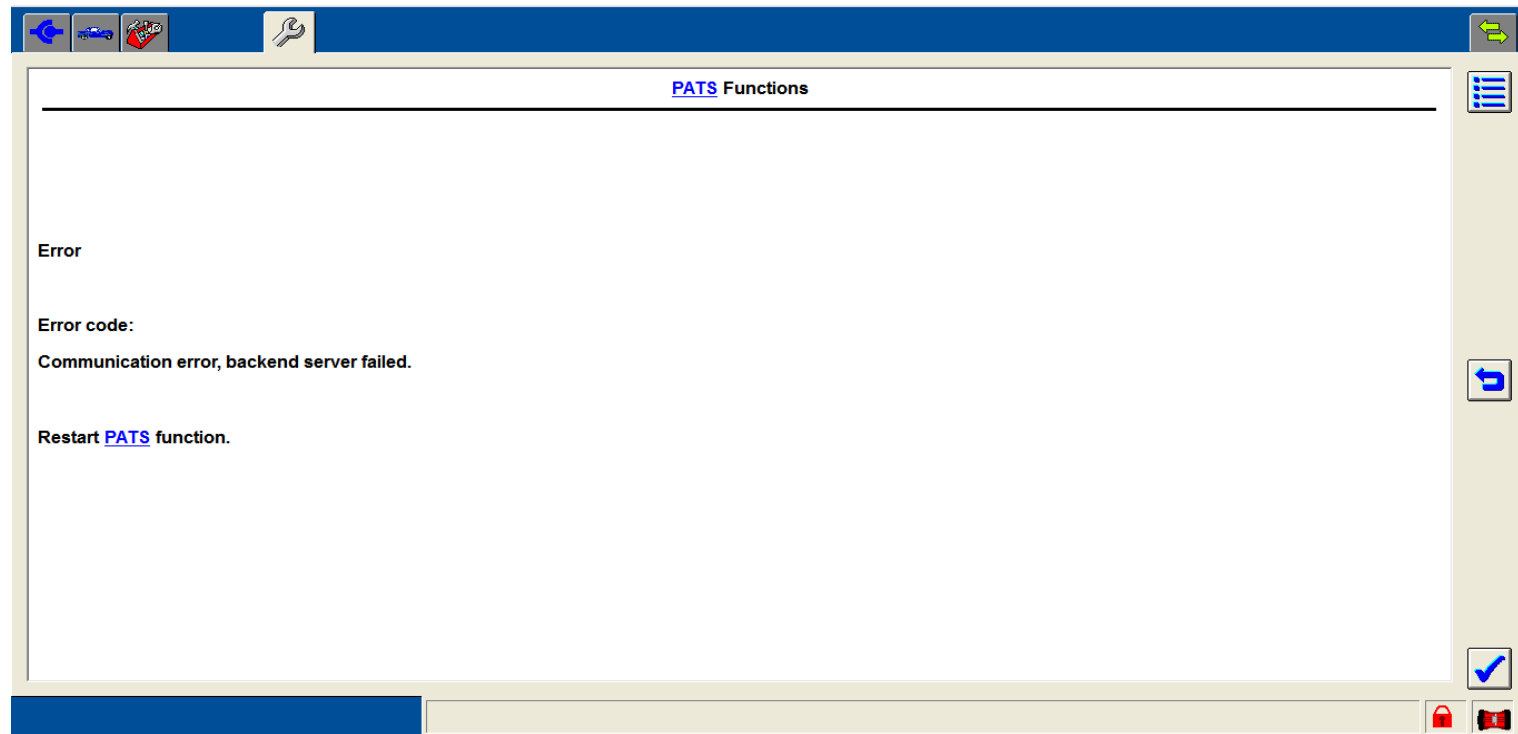 PATS Functions
Error
Error code:
Communication error, backend server failed.
Restart PATS function.